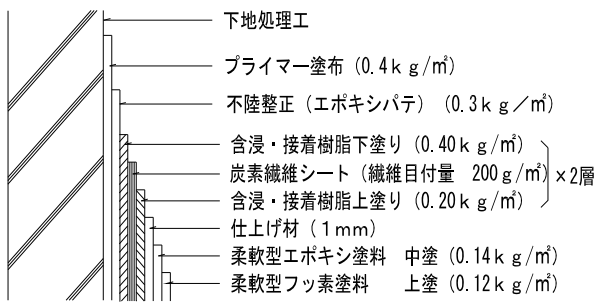 下地処理工
プライマー塗布（0.4ｋｇ/㎡）
不陸整正（エポキシパテ）（0.3ｋｇ／㎡）
含浸・接着樹脂下塗り（0.40ｋｇ/㎡）
炭素繊維シート（繊維目付量　200ｇ/㎡）×2層
含浸・接着樹脂上塗り（0.20ｋｇ/㎡）
仕上げ材（１mm）
柔軟型エポキシ塗料　中塗（0.14ｋｇ/㎡）
柔軟型フッ素塗料　　上塗（0.12ｋｇ/㎡）